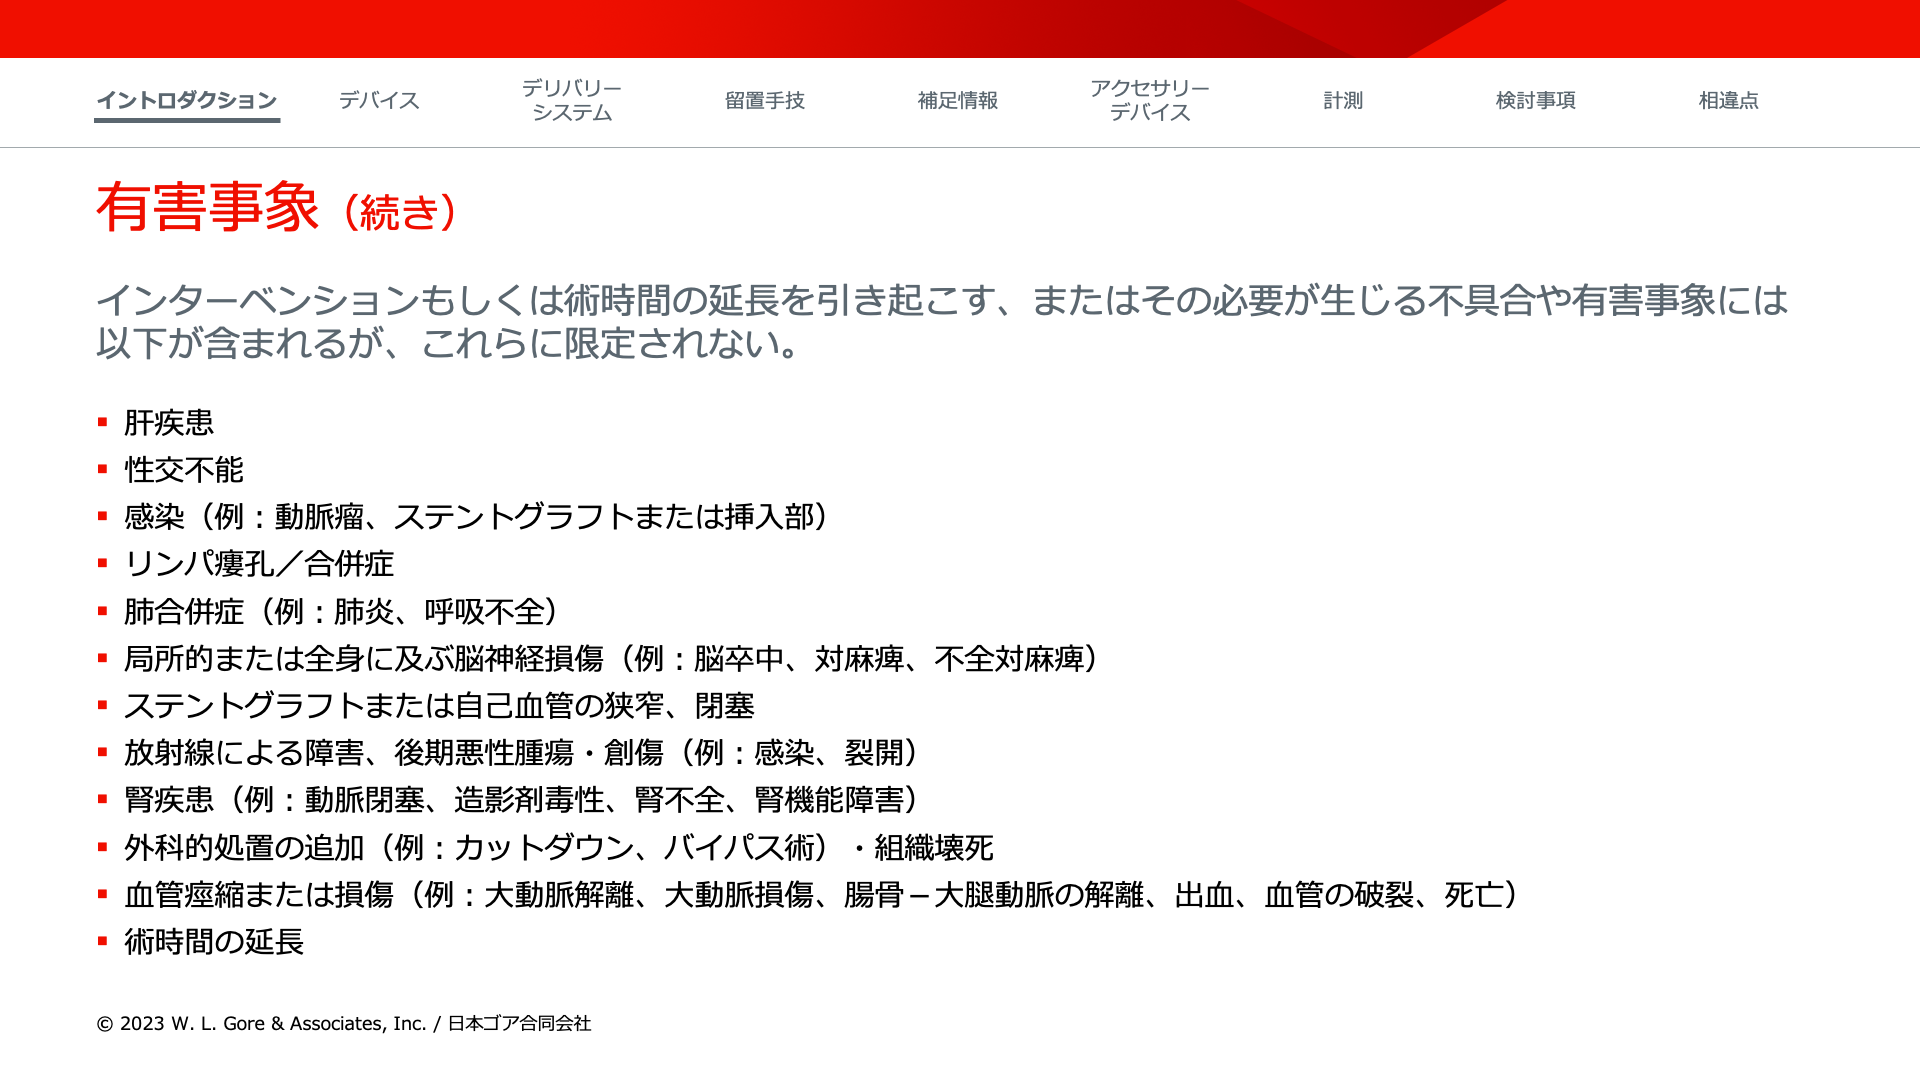 イントロダクション
デバイス
デリバリー
システム
留置手技
補足情報
アクセサリー
デバイス
計測
検討事項
相違点
有害事象（続き）
インターベンションもしくは術時間の延長を引き起こす、またはその必要が生じる不具合や有害事象には
以下が含まれるが、これらに限定されない。
▪ 肝疾患
▪ 性交不能
▪ 感染（例：動脈瘤、ステントグラフトまたは挿入部）
▪ リンパ瘻孔／合併症
▪ 肺合併症（例：肺炎、呼吸不全）
▪ 局所的または全身に及ぶ脳神経損傷（例：脳卒中、対麻痺、不全対麻痺）
▪ ステントグラフトまたは自己血管の狭窄、閉塞
▪ 放射線による障害、後期悪性腫瘍・創傷（例：感染、裂開）
▪ 腎疾患（例：動脈閉塞、造影剤毒性、腎不全、腎機能障害）
▪ 外科的処置の追加（例：カットダウン、バイパス術）・組織壊死
▪ 血管痙縮または損傷（例：大動脈解離、大動脈損傷、腸骨－大腿動脈の解離、出血、血管の破裂、死亡）
▪ 術時間の延長
© 2023 W. L. Gore & Associates, Inc. / 日本ゴア合同会社